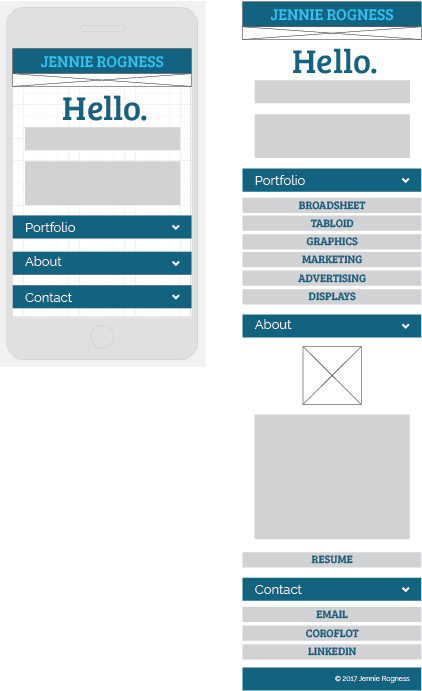 JENNIE ROGNESS
Hello.
Portfolio
About
Contact
JENNIE ROGNESS
Hello.
Portfolio
BROADSHEET
TABLOID
GRAPHICS
MARKETING
ADVERTISING
DISPLAYS
About
RESUME
Contact
EMAIL
COROFLOT
LINKEDIN
© 2017 Jennie Rogness